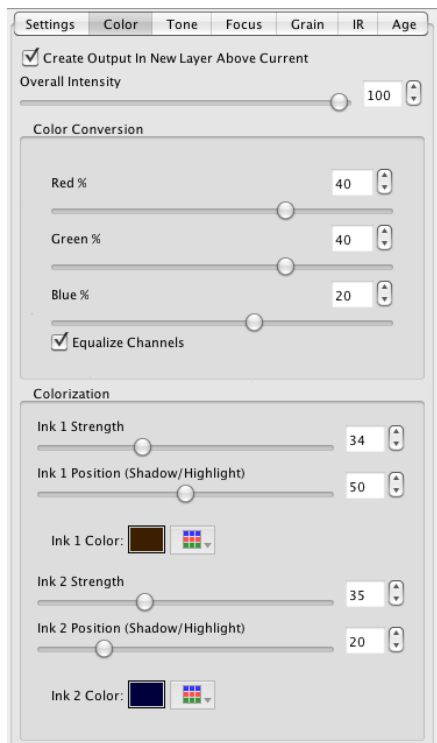 Settings Color Tone Focus Grain IR Age
Create Output In New Layer Above Current
Overall Intensity
100
Color Conversion
Red %
40
Green %
40
Blue %
20
Equalize Channels
Colorization
Ink 1 Strength
34
Ink 1 Position (Shadow/Highlight)
50
Ink 1 Color:
Ink 2 Strength
35
Ink 2 Position (Shadow/Highlight)
20
Ink 2 Color: